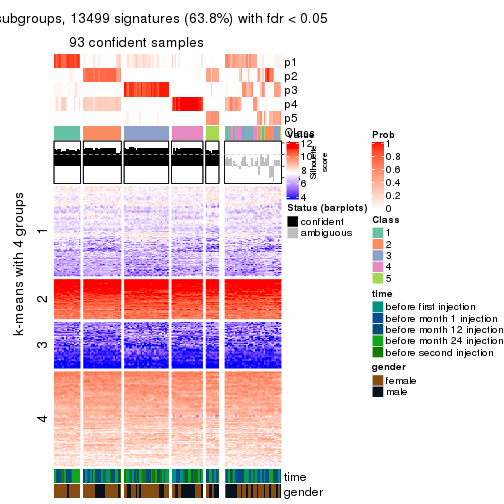 subgroups, 13499 signatures (63.8%) with fdr < 0.05
93 confident samples
p1
p2
p3
p4
p5
Class
k-means with 4 groups
1
2
3
4
time
gender
Value
12
10
8
6
4
Silhouette
score
Status (barplots)
confident
ambiguous
Prob
1
0.8
0.6
0.4
0.2
0
Class
1
2
3
4
5
time
before first injection
before month 1 injection
before month 12 injection
before month 24 injection
before second injection
gender
female
male